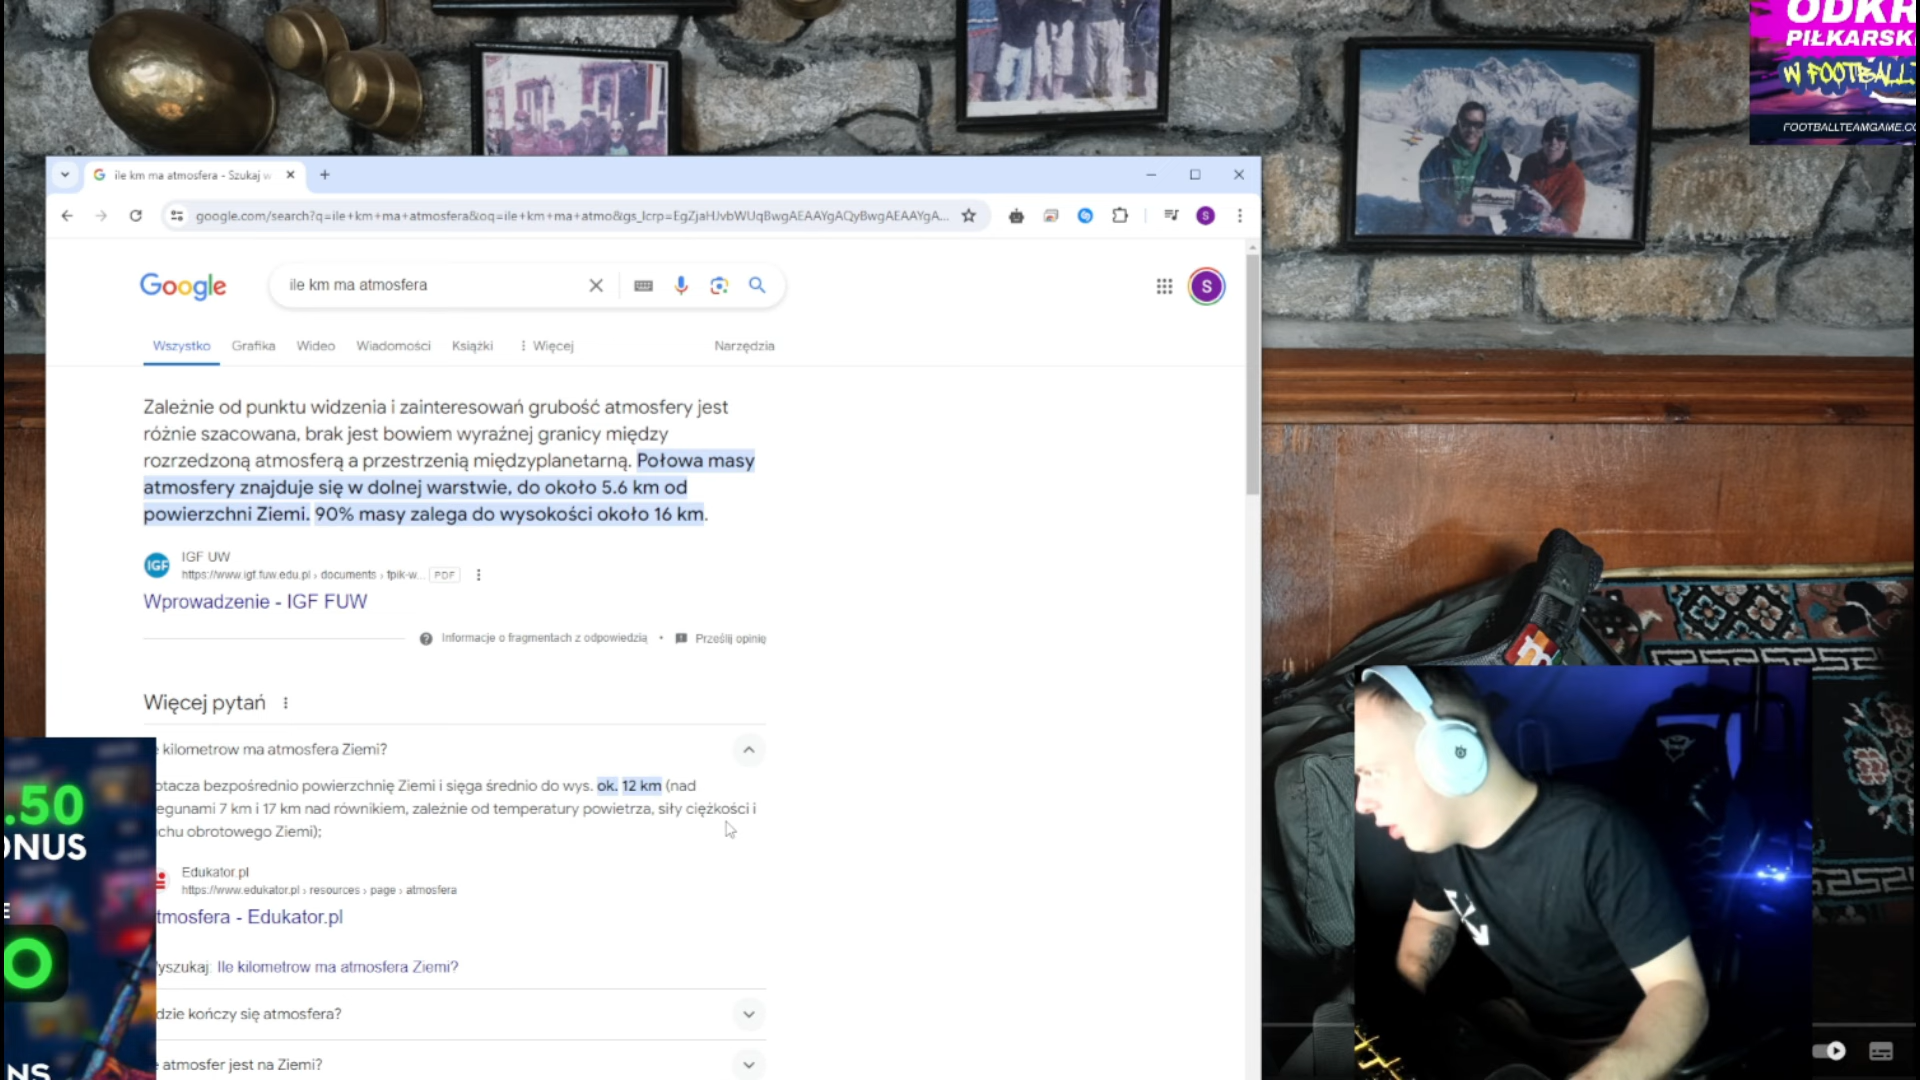 ODKR
PIŁKARSK
W FOOTBALL
FOOTBALLTEAMGAME.CO
ile km ma atmosfera - Szukaj w
google.com/search?q=ile+km+ma+atmosfera&oq=ile+km+ma+atmo&gs_lcrp=EgZjaHJvbWUqBwgAEAAYgAQyBwgAEAAYgA...
S
Google
ile km ma atmosfera
S
Wszystko Grafika Wideo Wiadomości Książki Więcej Narzędzia
Zależnie od punktu widzenia i zainteresowań grubość atmosfery jest
różnie szacowana, brak jest bowiem wyraźnej granicy między
rozrzedzoną atmosferą a przestrzenią międzyplanetarną. Połowa masy
atmosfery znajduje się w dolnej warstwie, do około 5.6 km od
powierzchni Ziemi. 90% masy zalega do wysokości około 16 km.
IGF
IGF UW
https://www.igf.fuw.edu.pl › documents › fpik-w... PDF
Wprowadzenie - IGF FUW
Informacje o fragmentach z odpowiedzią • Prześlij opinię
Więcej pytań
kilometrow ma atmosfera Ziemi?
otacza bezpośrednio powierzchnię Ziemi i sięga średnio do wys. ok. 12 km (nad
egunami 7 km i 17 km nad równikiem, zależnie od temperatury powietrza, siły ciężkości i
chu obrotowego Ziemi);
Edukator.pl
https://www.edukator.pl › resources › page › atmosfera
tmosfera - Edukator.pl
yszukaj: Ile kilometrow ma atmosfera Ziemi?
dzie kończy się atmosfera?
atmosfer jest na Ziemi?
.50
ONUS
E
O
NS